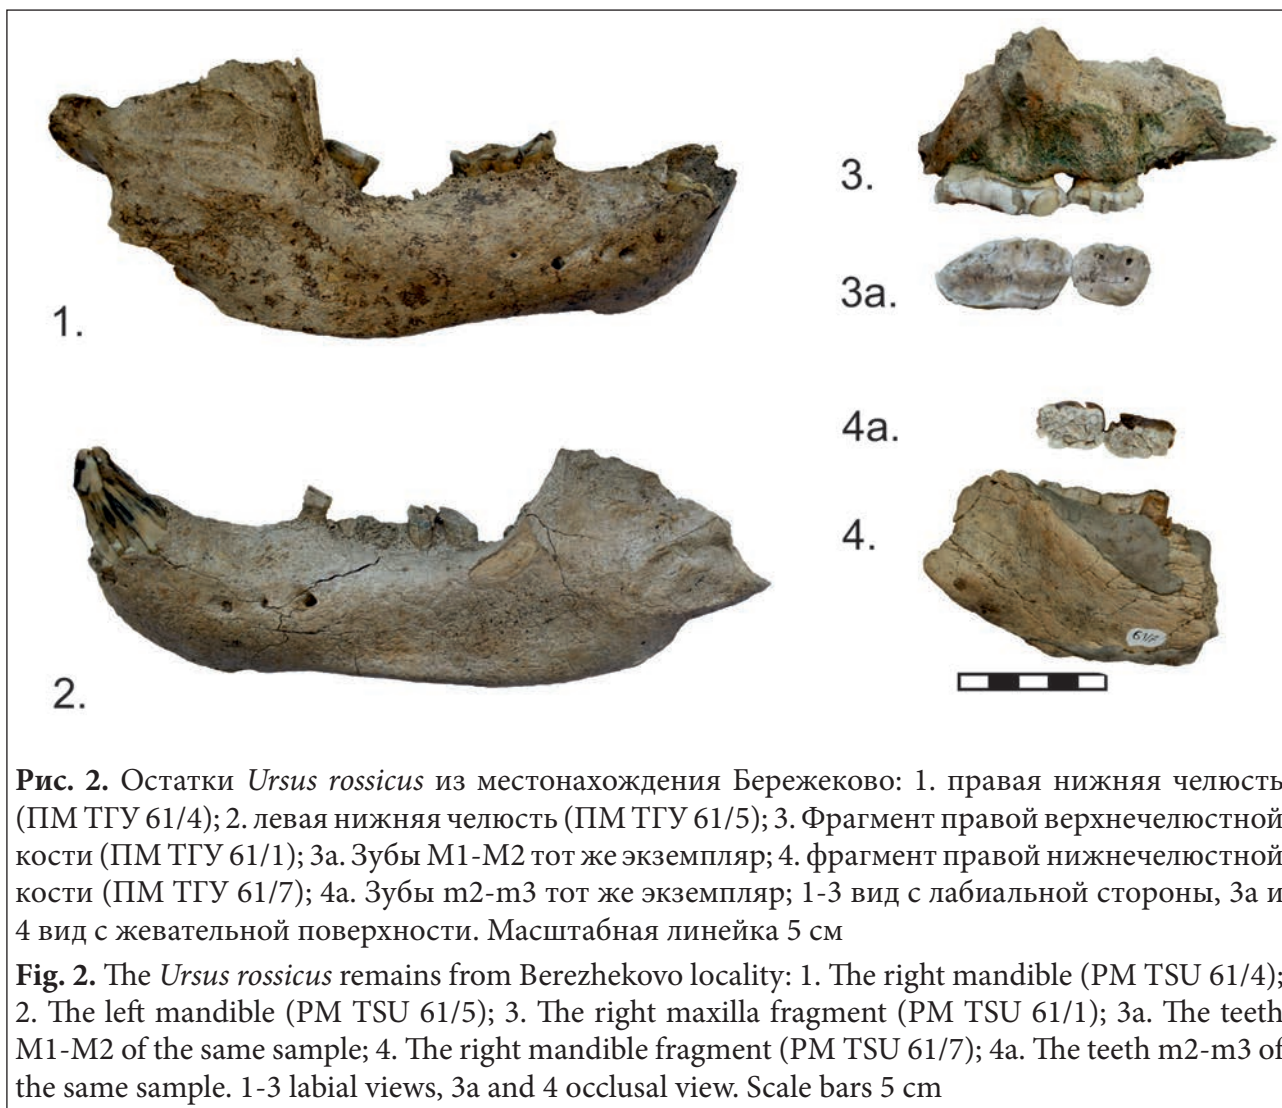 1.
3.
3a.
4a.
4.
61/7
2.
Рис. 2. Остатки Ursus rossicus из местонахождения Бережеково: 1. правая нижняя челюсть
(ПМ ТГУ 61/4); 2. левая нижняя челюсть (ПМ ТГУ 61/5); 3. Фрагмент правой верхнечелюстной
кости (ПМ ТГУ 61/1); 3а. Зубы М1-М2 тот же экземпляр; 4. фрагмент правой нижнечелюстной
кости (ПМ ТГУ 61/7); 4а. Зубы m2-m3 тот же экземпляр; 1-3 вид с лабиальной стороны, 3а и
4 вид с жевательной поверхности. Масштабная линейка 5 см
Fig. 2. The Ursus rossicus remains from Berezhekovo locality: 1. The right mandible (PM TSU 61/4);
2. The left mandible (PM TSU 61/5); 3. The right maxilla fragment (PM TSU 61/1); 3a. The teeth
M1-M2 of the same sample; 4. The right mandible fragment (PM TSU 61/7); 4a. The teeth m2-m3 of
the same sample. 1-3 labial views, 3a and 4 occlusal view. Scale bars 5 cm